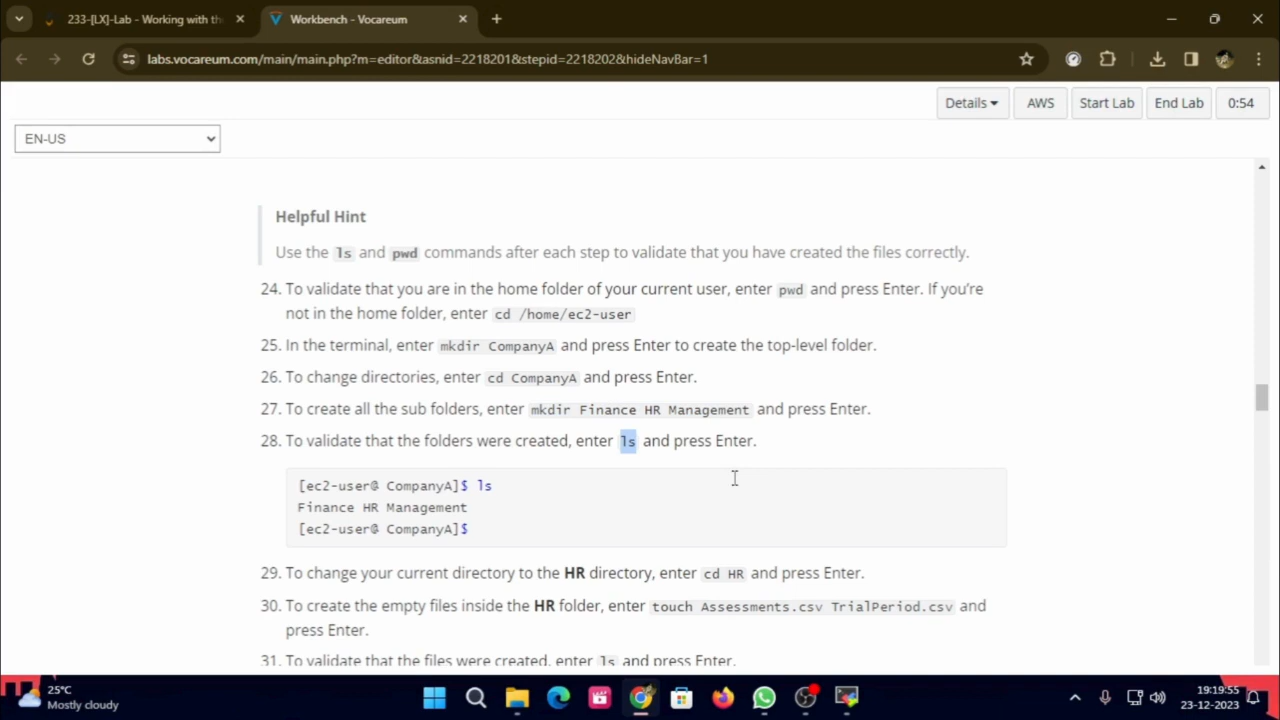 233-[LX]-Lab - Working with the
Workbench - Vocareum
labs.vocareum.com/main/main.php?m=editor&asnid=2218201&stepid=2218202&hideNavBar=1
Details AWS Start Lab End Lab 0:54
EN-US
Helpful Hint
Use the ls and pwd commands after each step to validate that you have created the files correctly.
24. To validate that you are in the home folder of your current user, enter pwd and press Enter. If you're
not in the home folder, enter cd /home/ec2-user
25. In the terminal, enter mkdir CompanyA and press Enter to create the top-level folder.
26. To change directories, enter cd CompanyA and press Enter.
27. To create all the sub folders, enter mkdir Finance HR Management and press Enter.
28. To validate that the folders were created, enter ls and press Enter.
[ec2-user@ CompanyA]$ ls
Finance HR Management
[ec2-user@ CompanyA]$
29. To change your current directory to the HR directory, enter cd HR and press Enter.
30. To create the empty files inside the HR folder, enter touch Assessments.csv TrialPeriod.csv and
press Enter.
31. To validate that the files were created, enter ls and press Enter.
25°C
Mostly cloudy
19:19:55
23-12-2023